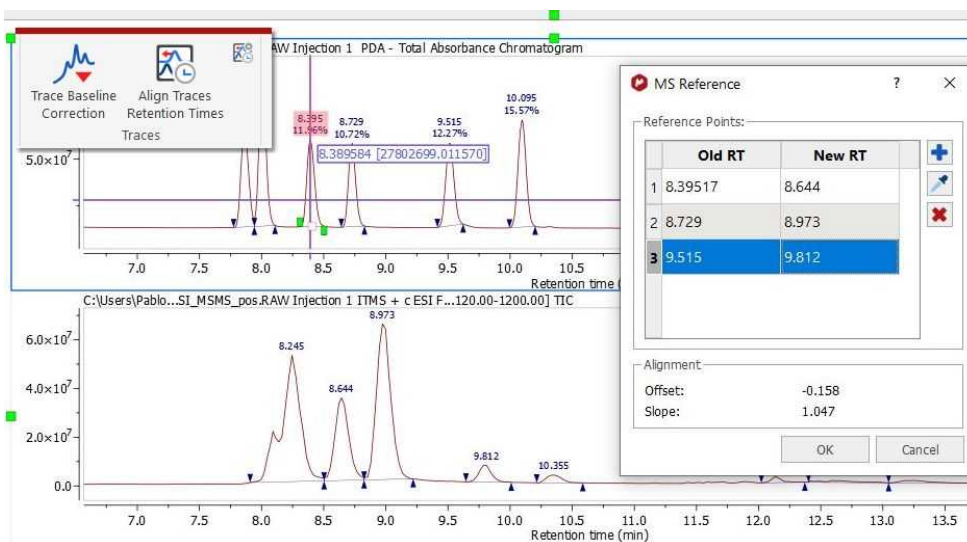 AW Injection 1 PDA - Total Absorbance Chromatogram
Trace Baseline
Correction
Align Traces
Retention Times
Traces
5.0×10⁷
8.395
11.96%
8.729
10.72%
9.515
12.27%
10.095
15.57%
8.389584 [27802699.011570]
7.0 7.5 8.0 8.5 9.0 9.5 10.0 10.5
Retention time (
C:\Users\Pablo...SI_MSMS_pos.RAW Injection 1 ITMS + c ESI F...120.00-1200.00] TIC
6.0×10⁷
4.0×10⁷
2.0×10⁷
0.0
8.245
8.644
8.973
9.812
10.355
7.0 7.5 8.0 8.5 9.0 9.5 10.0 10.5 11.0 11.5 12.0 12.5 13.0 13.5
Retention time (min)
MS Reference ? ×
Reference Points:
Old RT New RT
1 8.39517 8.644
2 8.729 8.973
3 9.515 9.812
Alignment
Offset: -0.158
Slope: 1.047
OK Cancel